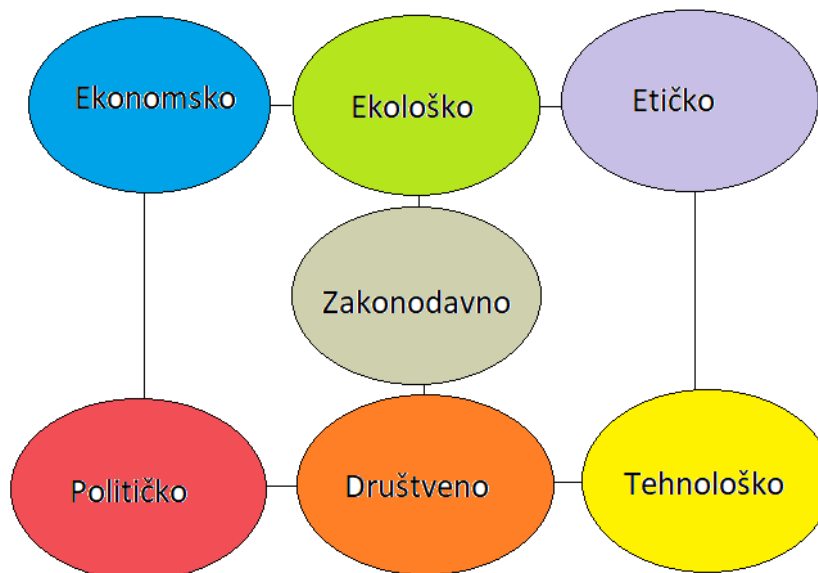 Ekonomsko
Ekološko
Etičko
Zakonodavno
Političko
Društveno
Tehnološko